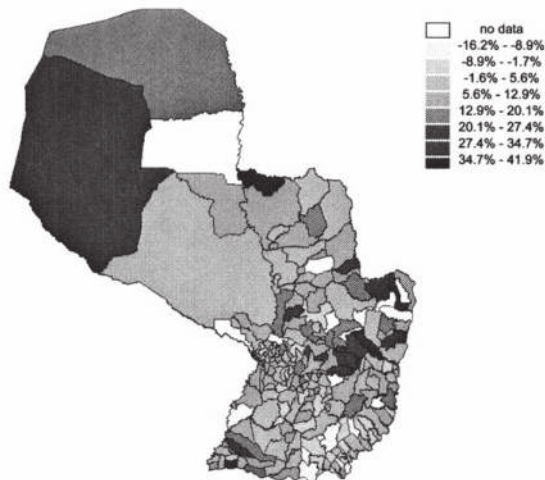 no data
-16.2% - -8.9%
-8.9% - -1.7%
-1.6% - 5.6%
5.6% - 12.9%
12.9% - 20.1%
20.1% - 27.4%
27.4% - 34.7%
34.7% - 41.9%